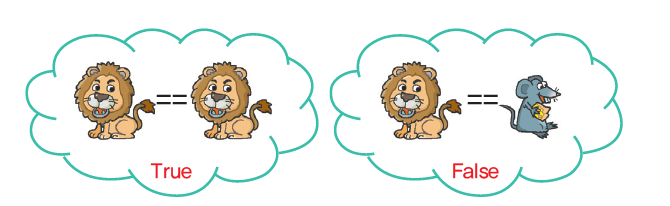 ==
True
==
False